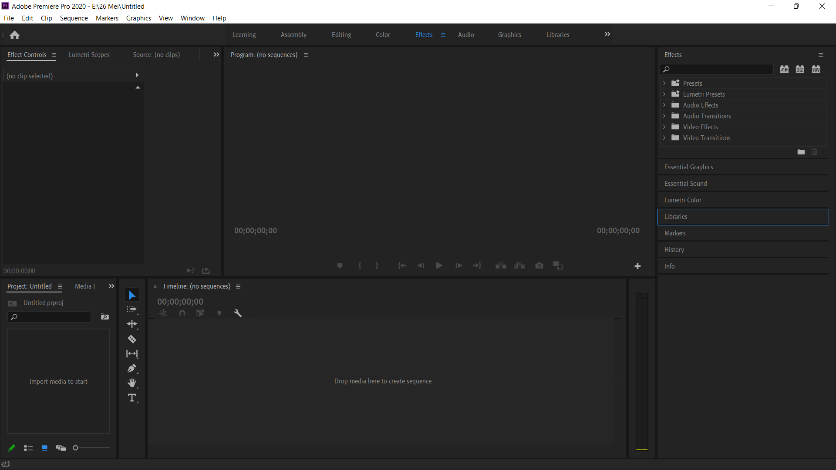 Adobe Premiere Pro 2020 - E:\26 Mei\Untitled
File Edit Clip Sequence Markers Graphics View Window Help
Learning Assembly Editing Color Effects Audio Graphics Libraries
Effect Controls Lumetri Scopes Source: (no clips)
Program: (no sequences)
Effects
(no clip selected)
Presets
Lumetri Presets
Audio Effects
Audio Transitions
Video Effects
Video Transitions
Essential Graphics
Essential Sound
Lumetri Color
Libraries
Markers
History
Info
00;00;00;00
00;00;00;00
00;00;00;00
Project: Untitled Media
Untitled.prproj
Import media to start
Timeline: (no sequences)
00;00;00;00
Drop media here to create sequence